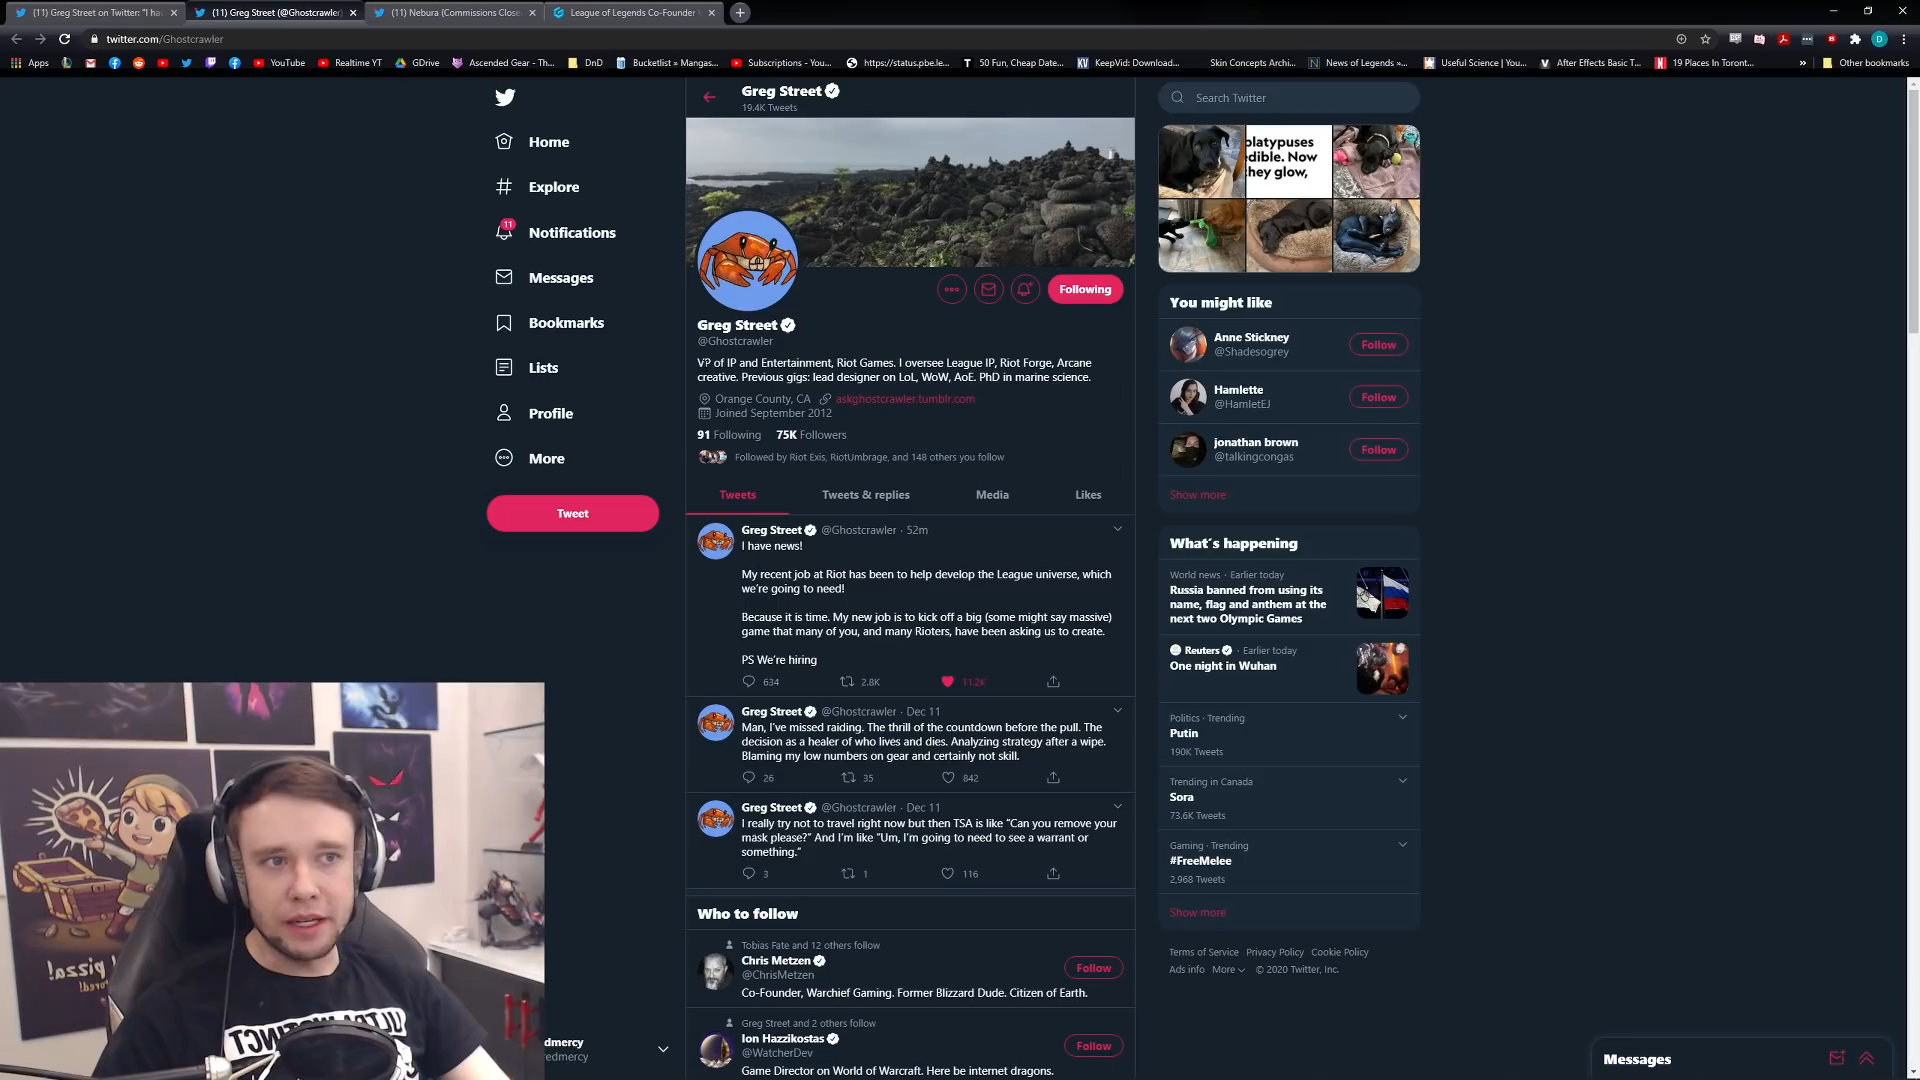 (11) Greg Street on Twitter: "I ha
(11) Greg Street (@Ghostcrawler)
(11) Nebura (Commissions Close
League of Legends Co-Founder
twitter.com/Ghostcrawler
Apps
YouTube
Realtime YT
GDrive
Ascended Gear - Th...
DnD
Bucketlist » Mangas...
Subscriptions - You...
https://status.pbe.le...
50 Fun, Cheap Date...
KeepVid: Download...
Skin Concepts Archi...
News of Legends »...
Useful Science | You...
After Effects Basic T...
19 Places In Toront...
»
Other bookmarks
Home
Explore
11
Notifications
Messages
Bookmarks
Lists
Profile
More
Tweet
Greg Street
19.4K Tweets
Following
Greg Street
@Ghostcrawler
VP of IP and Entertainment, Riot Games. I oversee League IP, Riot Forge, Arcane
creative. Previous gigs: lead designer on LoL, WoW, AoE. PhD in marine science.
Orange County, CA askghostcrawler.tumblr.com
Joined September 2012
91 Following 75K Followers
Followed by Riot Exis, RiotUmbrage, and 148 others you follow
Tweets Tweets & replies Media Likes
Greg Street @Ghostcrawler · 52m
I have news!
My recent job at Riot has been to help develop the League universe, which
we're going to need!
Because it is time. My new job is to kick off a big (some might say massive)
game that many of you, and many Rioters, have been asking us to create.
PS We're hiring
634 2.8K 11.2K
Greg Street @Ghostcrawler · Dec 11
Man, I've missed raiding. The thrill of the countdown before the pull. The
decision as a healer of who lives and dies. Analyzing strategy after a wipe.
Blaming my low numbers on gear and certainly not skill.
26 35 842
Greg Street @Ghostcrawler · Dec 11
I really try not to travel right now but then TSA is like "Can you remove your
mask please?" And I'm like "Um, I'm going to need to see a warrant or
something."
3 1 116
Who to follow
Tobias Fate and 12 others follow
Chris Metzen
@ChrisMetzen
Follow
Co-Founder, Warchief Gaming. Former Blizzard Dude. Citizen of Earth.
Greg Street and 2 others follow
Ion Hazzikostas
@WatcherDev
Follow
Game Director on World of Warcraft. Here be internet dragons.
Search Twitter
platypuses
edible. Now
they glow,
You might like
Anne Stickney
@Shadesogrey
Follow
Hamlette
@HamletEJ
Follow
jonathan brown
@talkingcongas
Follow
Show more
What's happening
World news · Earlier today
Russia banned from using its
name, flag and anthem at the
next two Olympic Games
Reuters · Earlier today
One night in Wuhan
Politics · Trending
Putin
190K Tweets
Trending in Canada
Sora
73.6K Tweets
Gaming · Trending
#FreeMelee
2,968 Tweets
Show more
Terms of Service Privacy Policy Cookie Policy
Ads info More © 2020 Twitter, Inc.
Messages
dmercy
edmercy
pizza!